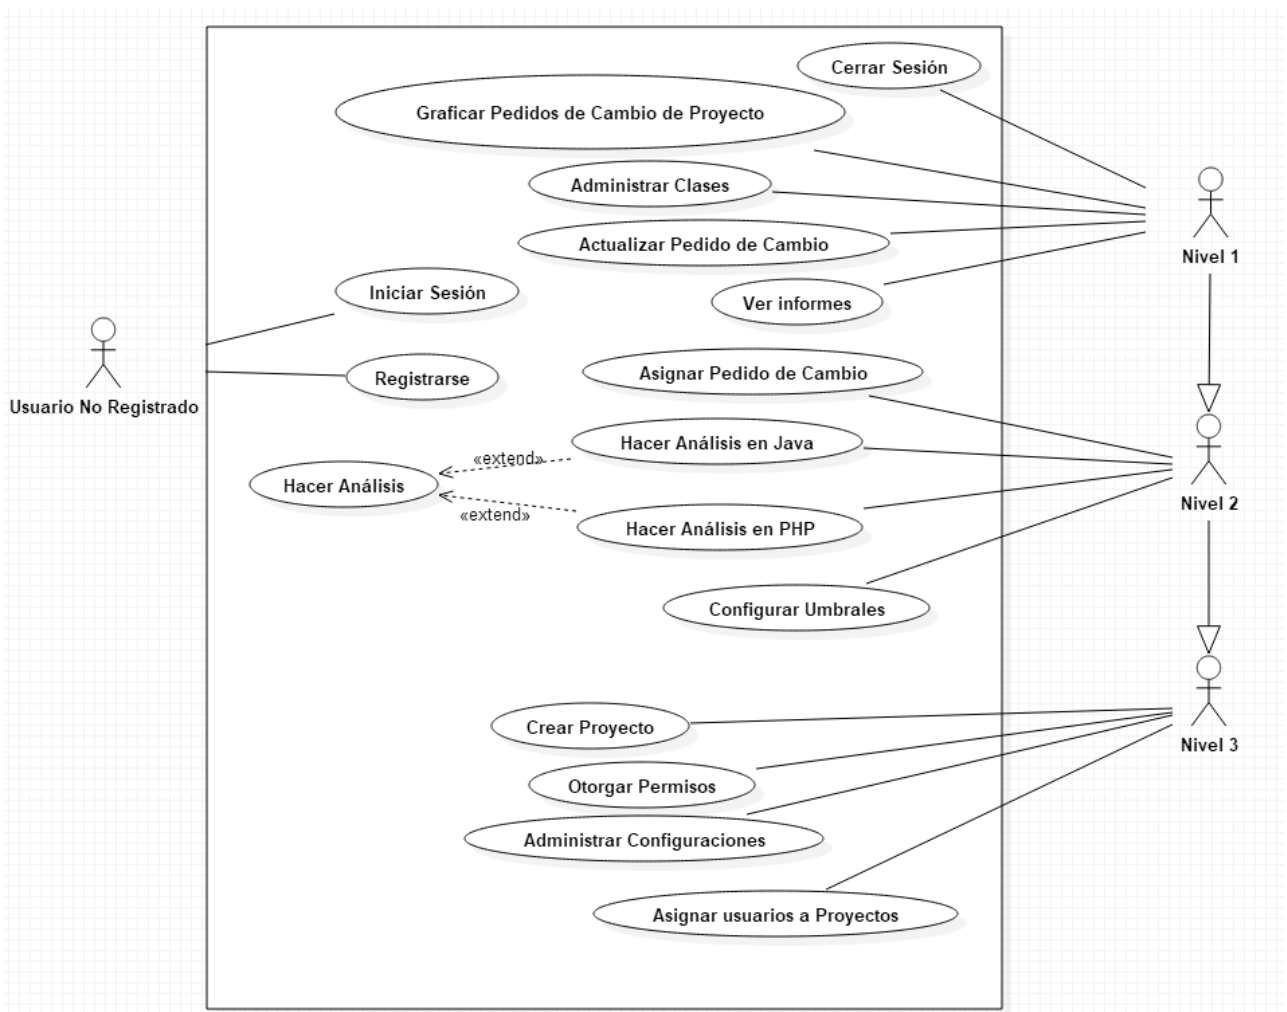 Cerrar Sesión
Graficar Pedidos de Cambio de Proyecto
Administrar Clases
Actualizar Pedido de Cambio
Nivel 1
Iniciar Sesión
Ver informes
Registrarse
Asignar Pedido de Cambio
Usuario No Registrado
Hacer Análisis en Java
«extend»
Hacer Análisis
«extend»
Hacer Análisis en PHP
Nivel 2
Configurar Umbrales
Crear Proyecto
Nivel 3
Otorgar Permisos
Administrar Configuraciones
Asignar usuarios a Proyectos